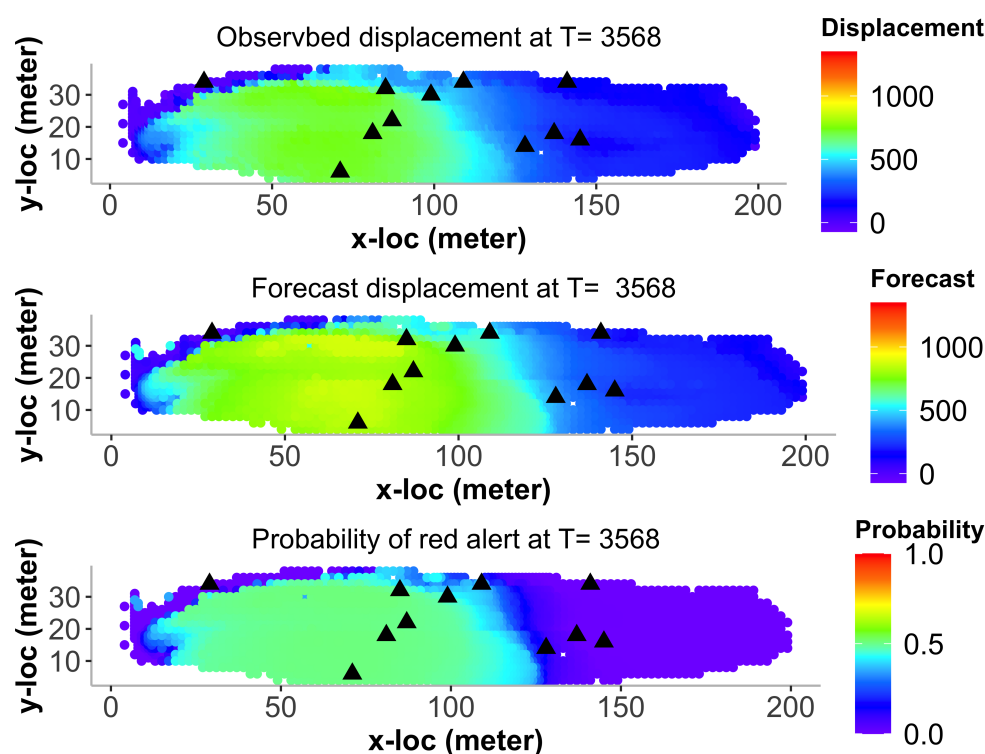 Observbed displacement at T= 3568
Displacement
y-loc (meter)
30
20
10
1000
500
0
0 50 100 150 200
x-loc (meter)
Forecast displacement at T= 3568
Forecast
y-loc (meter)
30
20
10
1000
500
0
0 50 100 150 200
x-loc (meter)
Probability of red alert at T= 3568
Probability
y-loc (meter)
30
20
10
1.0
0.5
0.0
0 50 100 150 200
x-loc (meter)